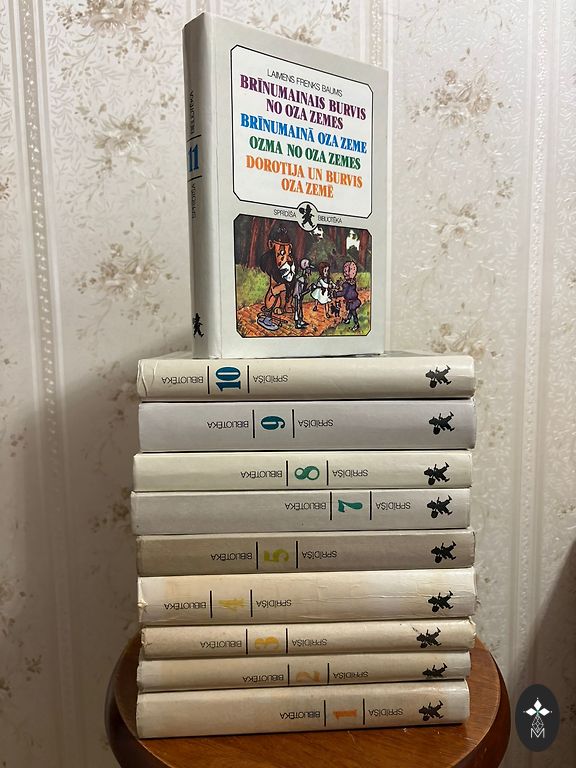 LAIMENS FRENKS BAUMS
BRĪNUMAINAIS BURVIS
NO OZA ZEMES
BRĪNUMAINĀ OZA ZEME
OZMA NO OZA ZEMES
DOROTIJA UN BURVIS
OZA ZEMĒ
SPRĪDĪŠA BIBLIOTĒKA
SPRĪDĪŠA 11 BIBLIOTĒKA
SPRĪDĪŠA 10 BIBLIOTĒKA
SPRĪDĪŠA 9 BIBLIOTĒKA
SPRĪDĪŠA 8 BIBLIOTĒKA
SPRĪDĪŠA 7 BIBLIOTĒKA
SPRĪDĪŠA 5 BIBLIOTĒKA
SPRĪDĪŠA 4 BIBLIOTĒKA
SPRĪDĪŠA 3 BIBLIOTĒKA
SPRĪDĪŠA 2 BIBLIOTĒKA
SPRĪDĪŠA 1 BIBLIOTĒKA
M